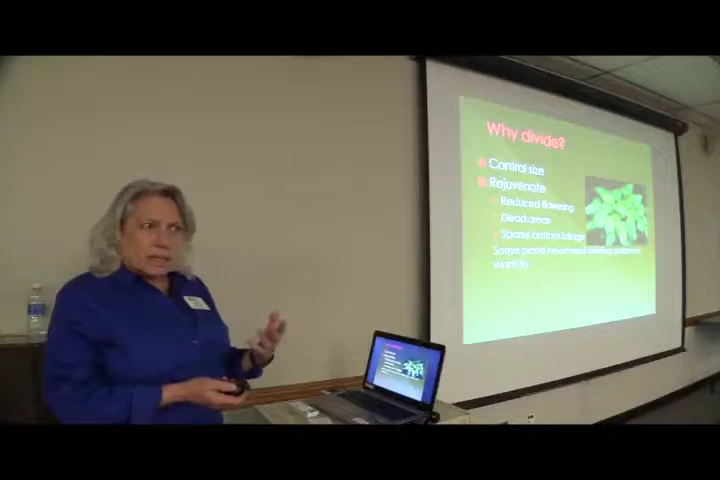 Why divide?
Control size
Rejuvenate
Reduced flowering
Dead areas
Sparse bottom foliage
Some plants never need dividing
want to